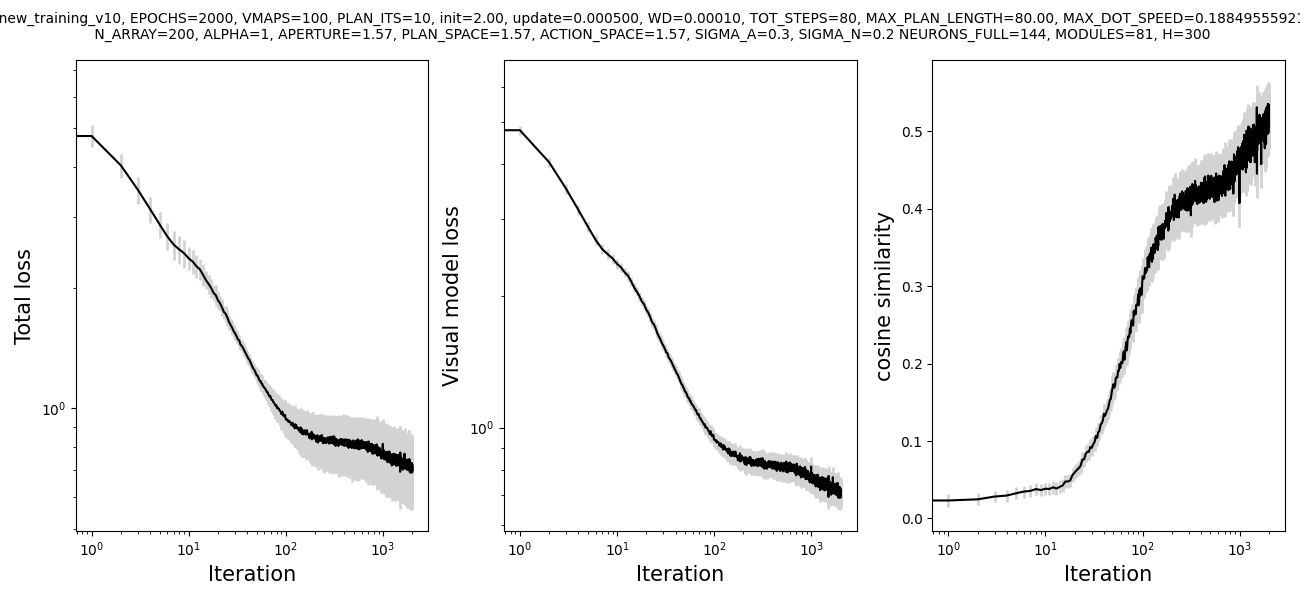 new_training_v10, EPOCHS=2000, VMAPS=100, PLAN_ITS=10, init=2.00, update=0.000500, WD=0.00010, TOT_STEPS=80, MAX_PLAN_LENGTH=80.00, MAX_DOT_SPEED=0.1884955592
N_ARRAY=200, ALPHA=1, APERTURE=1.57, PLAN_SPACE=1.57, ACTION_SPACE=1.57, SIGMA_A=0.3, SIGMA_N=0.2 NEURONS_FULL=144, MODULES=81, H=300
Total loss
10⁰
10⁰ 10¹ 10² 10³
Iteration
Visual model loss
10⁰
10⁰ 10¹ 10² 10³
Iteration
cosine similarity
0.5
0.4
0.3
0.2
0.1
0.0
10⁰ 10¹ 10² 10³
Iteration